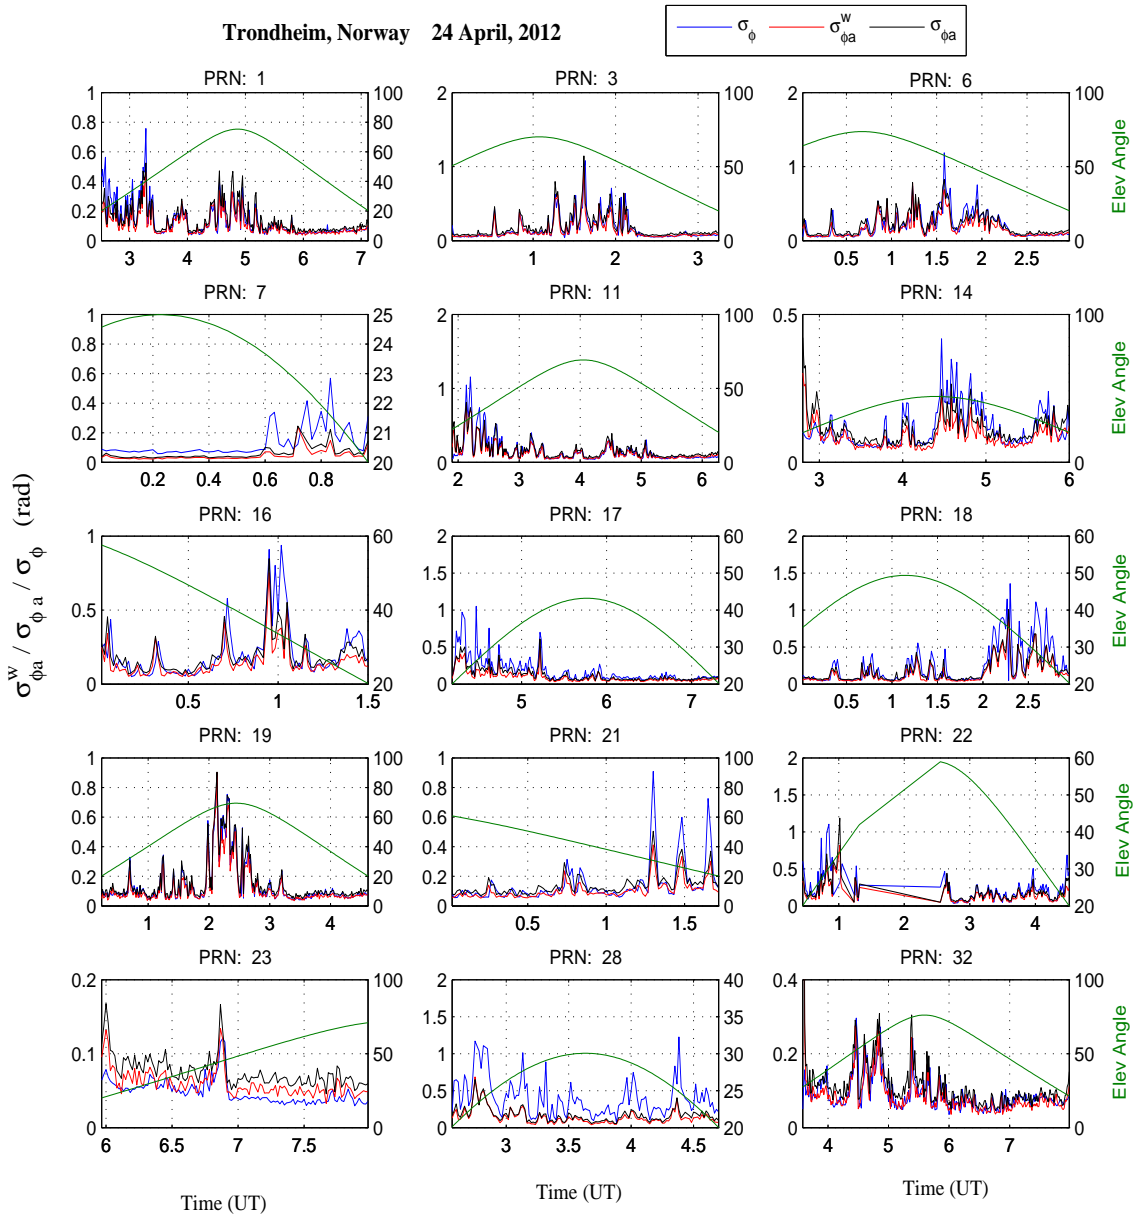 Trondheim, Norway 24 April, 2012
σϕ σϕa^w σϕa
PRN: 1 PRN: 3 PRN: 6
1 100 2 2 100
0.8 80
0.6 60 1 1 50
0.4 40
0.2 20
0 0 0 0 0
3 4 5 6 7 1 2 3 0.5 1 1.5 2 2.5
Elev Angle
PRN: 7 PRN: 11 PRN: 14
1 25 2 100 0.5 100
0.8 24 1.5
0.6 23 1 50 50
0.4 22
0.2 21 0.5
0 20 0 0 0 0
0.2 0.4 0.6 0.8 2 3 4 5 6 3 4 5 6
PRN: 16 PRN: 17 PRN: 18
1 60 2 60 2 60
50 1.5 50 1.5 50
0.5 40 1 40 1 40
30 0.5 30 0.5 30
0 20 0 20 0 20
0.5 1 1.5 5 6 7 0.5 1 1.5 2 2.5
Elev Angle
σϕa^w / σϕ a / σϕ (rad)
PRN: 19 PRN: 21 PRN: 22
1 100 1 100 2 60
0.8 80 0.8 80 1.5 50
0.6 60 0.6 60 1 40
0.4 40 0.4 40
0.2 20 0.2 20 0.5 30
0 0 0 0 0 20
1 2 3 4 0.5 1 1.5 1 2 3 4
Elev Angle
PRN: 23 PRN: 28 PRN: 32
0.2 100 2 40 0.4 100
1.5 35
0.1 50 1 30 0.2 50
0.5 25
0 0 0 20 0 0
6 6.5 7 7.5 3 3.5 4 4.5 4 5 6 7
Elev Angle
Time (UT) Time (UT) Time (UT)